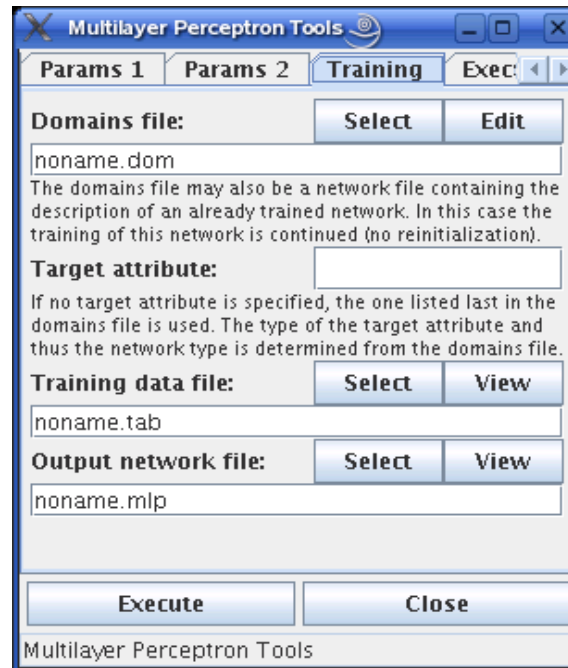 Multilayer Perceptron Tools
Params 1 Params 2 Training Exec
Domains file: Select Edit
noname.dom
The domains file may also be a network file containing the
description of an already trained network. In this case the
training of this network is continued (no reinitialization).
Target attribute:
If no target attribute is specified, the one listed last in the
domains file is used. The type of the target attribute and
thus the network type is determined from the domains file.
Training data file: Select View
noname.tab
Output network file: Select View
noname.mlp
Execute Close
Multilayer Perceptron Tools